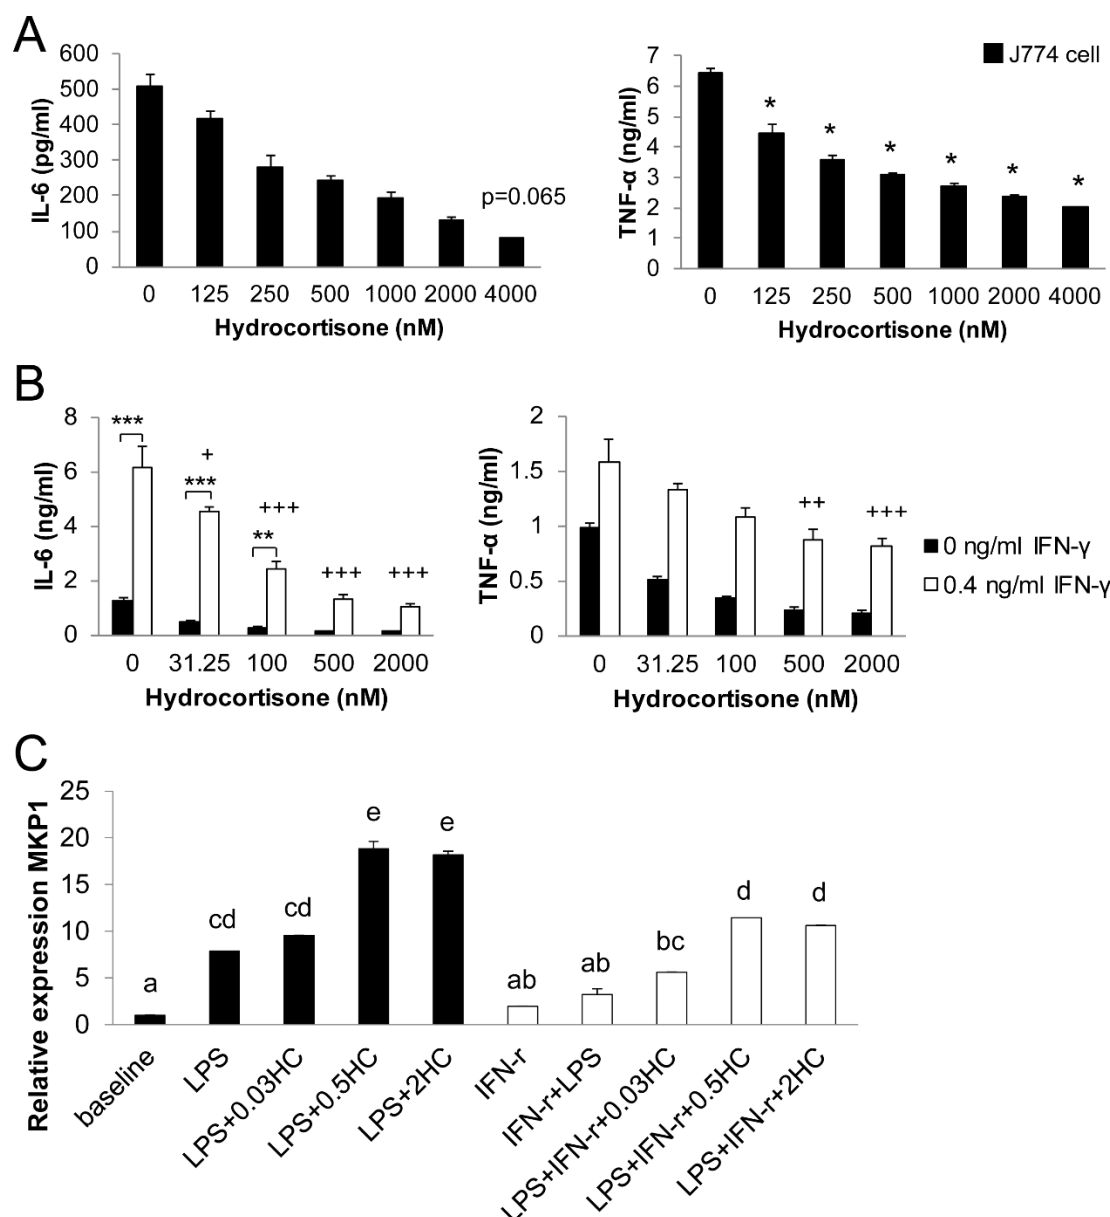 A
600
500
400
300
200
100
0
IL-6 (pg/ml)
p=0.065
0 125 250 500 1000 2000 4000
Hydrocortisone (nM)
7
6
5
4
3
2
1
0
TNF-α (ng/ml)
J774 cell
* * * * * *
0 125 250 500 1000 2000 4000
Hydrocortisone (nM)
B
8
6
4
2
0
IL-6 (ng/ml)
***
+
***
+++
**
+++ +++
0 31.25 100 500 2000
Hydrocortisone (nM)
2
1.5
1
0.5
0
TNF-α (ng/ml)
++ +++
0 31.25 100 500 2000
Hydrocortisone (nM)
0 ng/ml IFN-γ
0.4 ng/ml IFN-γ
C
25
20
15
10
5
0
Relative expression MKP1
a cd cd e e ab ab bc d d
baseline
LPS
LPS+0.03HC
LPS+0.5HC
LPS+2HC
IFN-r
IFN-r+LPS
LPS+IFN-r+0.03HC
LPS+IFN-r+0.5HC
LPS+IFN-r+2HC